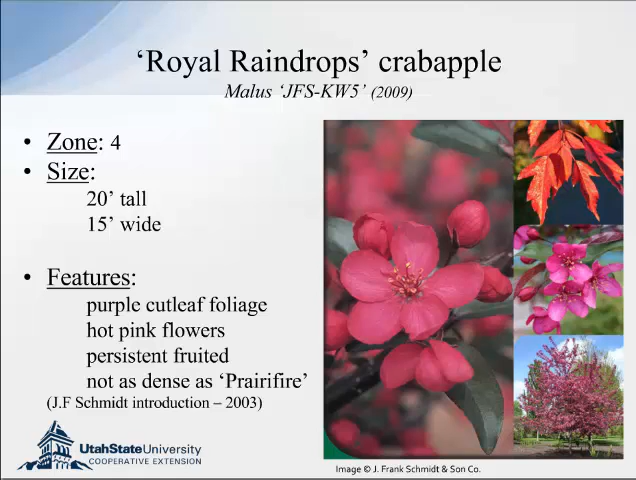 ‘Royal Raindrops’ crabapple
Malus ‘JFS-KW5’ (2009)
• Zone: 4
• Size:
20’ tall
15’ wide
• Features:
purple cutleaf foliage
hot pink flowers
persistent fruited
not as dense as ‘Prairifire’
(J.F Schmidt introduction – 2003)
UtahStateUniversity
COOPERATIVE EXTENSION
Image © J. Frank Schmidt & Son Co.